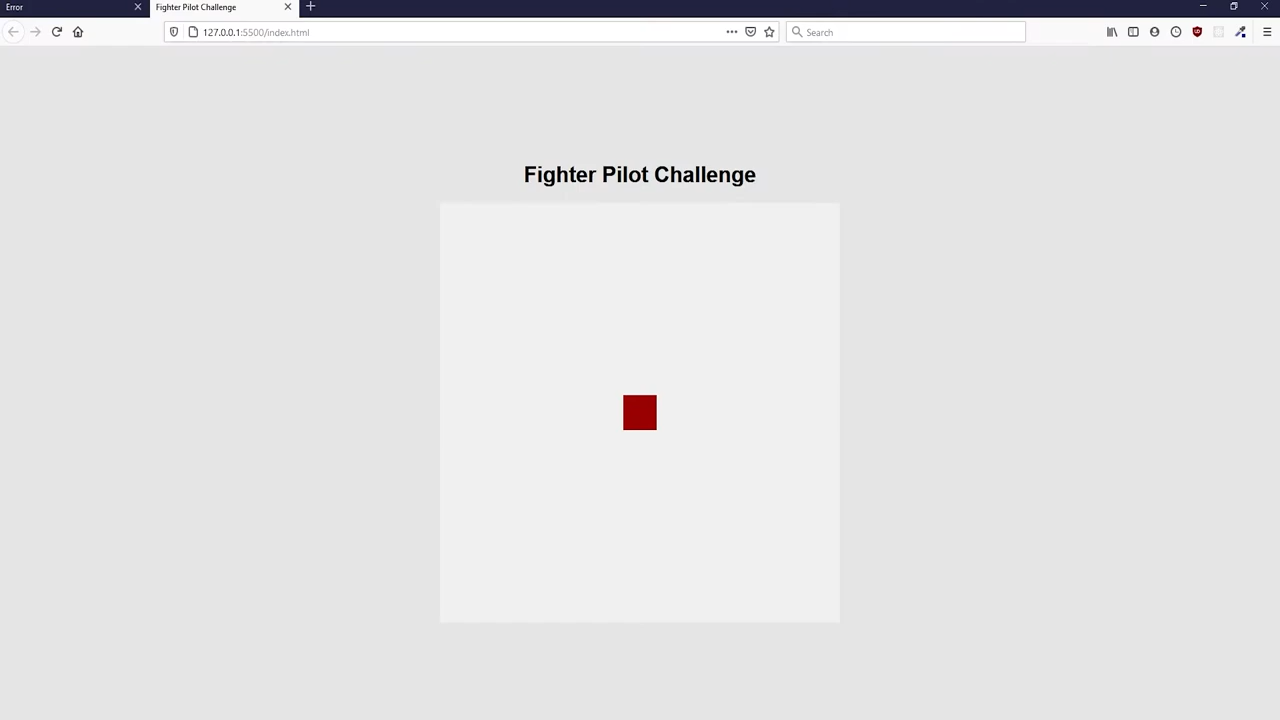 Error
Fighter Pilot Challenge
127.0.0.1:5500/index.html
Search
Fighter Pilot Challenge